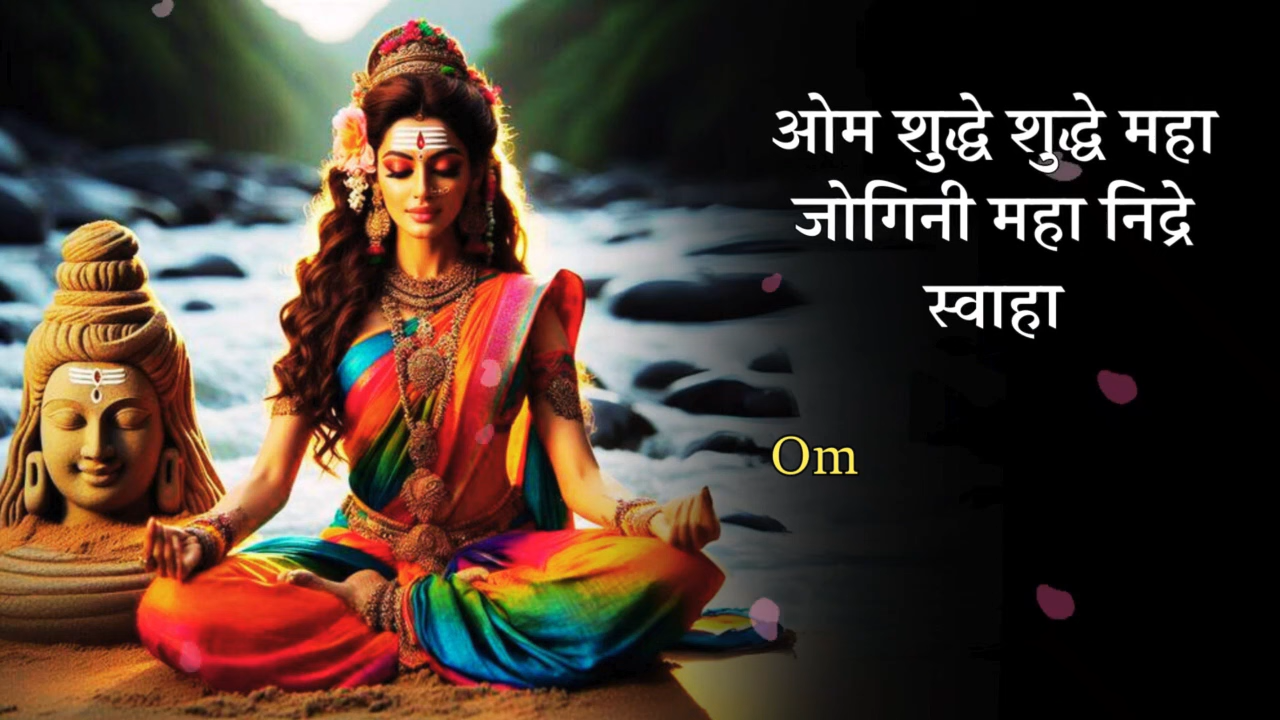 ओम शुद्धे शुद्धे महा
जोगिनी महा निद्रे
स्वाहा
Om